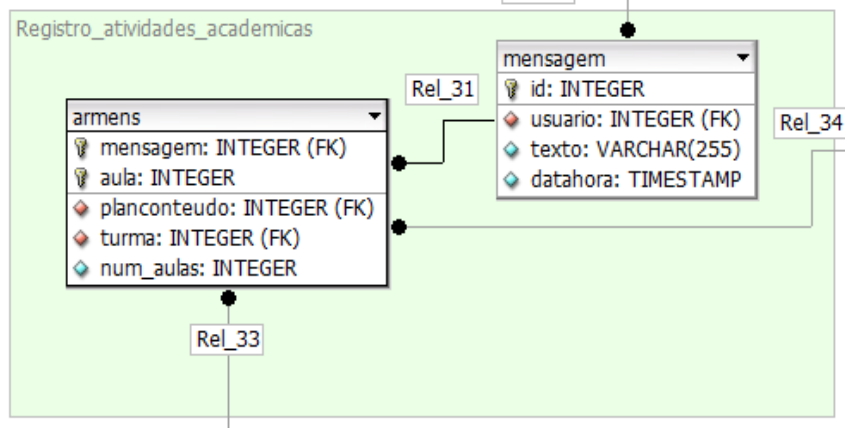 Registro_atividades_academicas
mensagem
id: INTEGER
usuario: INTEGER (FK)
texto: VARCHAR(255)
datahora: TIMESTAMP
Rel_31
Rel_34
armens
mensagem: INTEGER (FK)
aula: INTEGER
planconteudo: INTEGER (FK)
turma: INTEGER (FK)
num_aulas: INTEGER
Rel_33